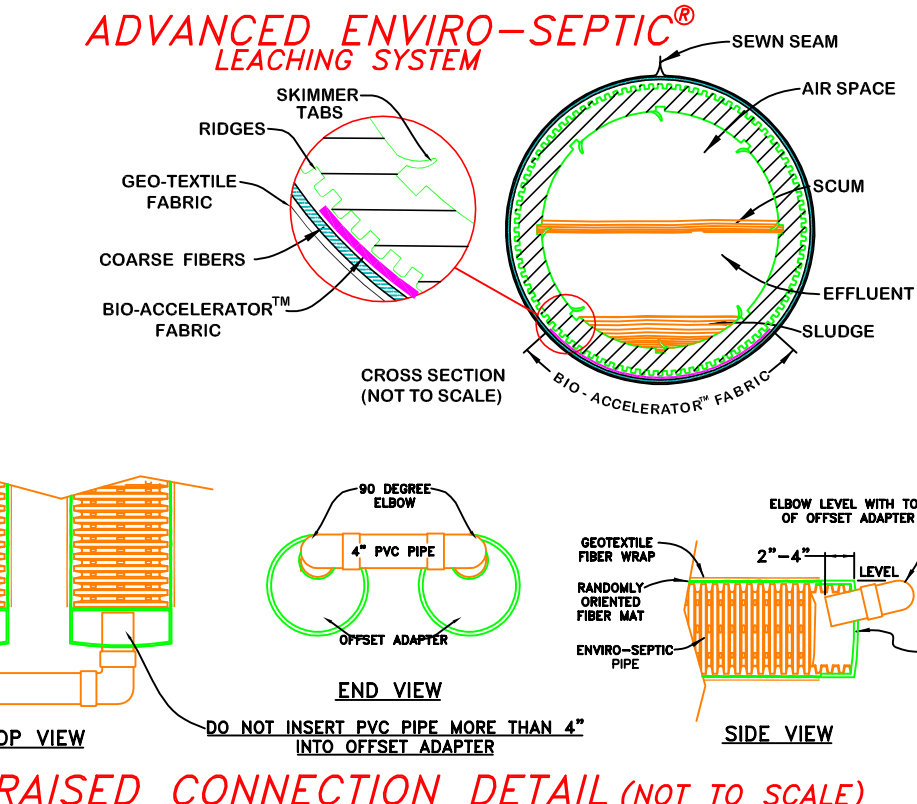 ADVANCED ENVIRO-SEPTIC®
LEACHING SYSTEM
SEWN SEAM
AIR SPACE
SCUM
EFFLUENT
SLUDGE
BIO-ACCELERATOR™ FABRIC
SKIMMER
TABS
RIDGES
GEO-TEXTILE
FABRIC
COARSE FIBERS
BIO-ACCELERATOR™
FABRIC
CROSS SECTION
(NOT TO SCALE)
90 DEGREE
ELBOW
4" PVC PIPE
OFFSET ADAPTER
END VIEW
DO NOT INSERT PVC PIPE MORE THAN 4"
INTO OFFSET ADAPTER
OP VIEW
ELBOW LEVEL WITH TO
OF OFFSET ADAPTER
GEOTEXTILE
FIBER WRAP
2"-4"
LEVEL
RANDOMLY
ORIENTED
FIBER MAT
ENVIRO-SEPTIC
PIPE
SIDE VIEW
RAISED CONNECTION DETAIL (NOT TO SCALE)